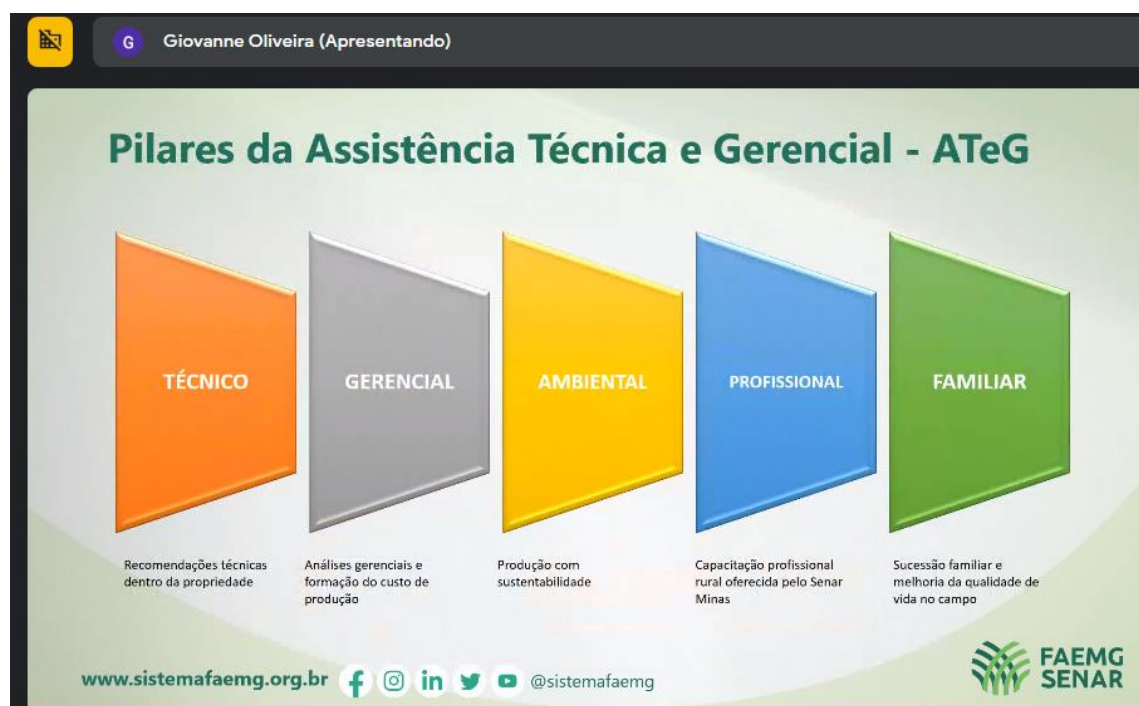 G
Giovanne Oliveira (Apresentando)
Pilares da Assistência Técnica e Gerencial - ATeG
TÉCNICO
GERENCIAL
AMBIENTAL
PROFISSIONAL
FAMILIAR
Recomendações técnicas
dentro da propriedade
Análises gerenciais e
formação do custo de
produção
Produção com
sustentabilidade
Capacitação profissional
rural oferecida pelo Senar
Minas
Sucessão familiar e
melhoria da qualidade de
vida no campo
www.sistemafaemg.org.br
@sistemafaemg
FAEMG
SENAR